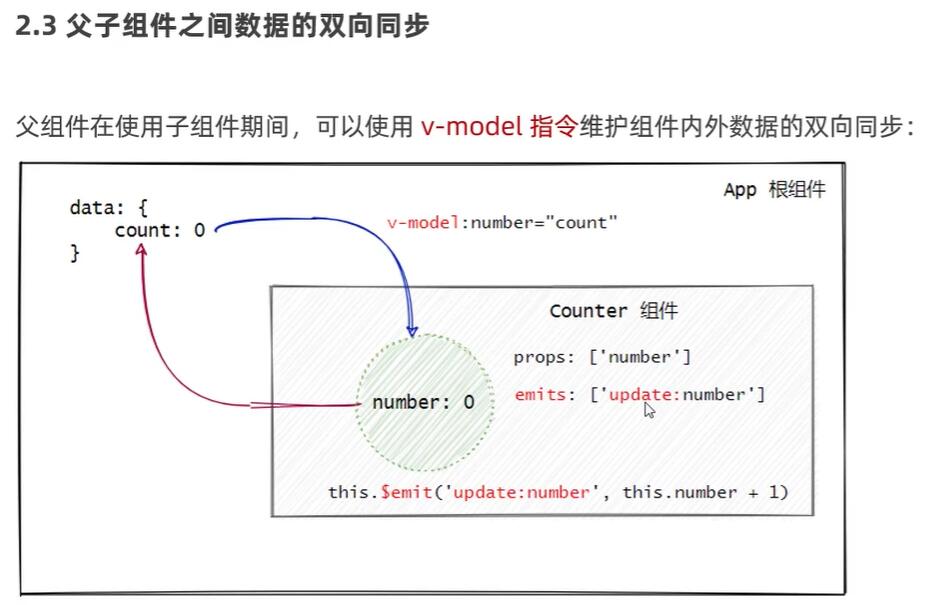 2.3 父子组件之间数据的双向同步
父组件在使用子组件期间，可以使用 v-model 指令维护组件内外数据的双向同步：
App 根组件
data: {
count: 0
}
v-model:number="count"
Counter 组件
props: ['number']
emits: ['update:number']
number: 0
this.$emit('update:number', this.number + 1)